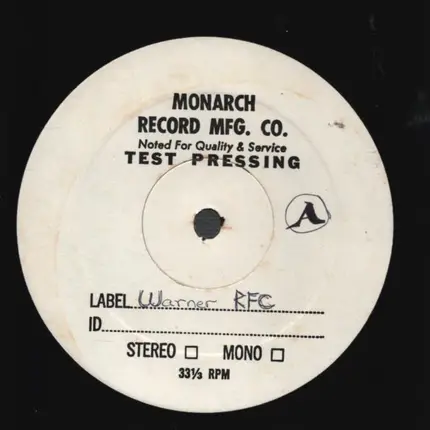 MONARCH
RECORD MFG. CO.
Noted For Quality & Service
TEST PRESSING
A
LABEL Warner RFC
ID
STEREO □ MONO □
33⅓ RPM